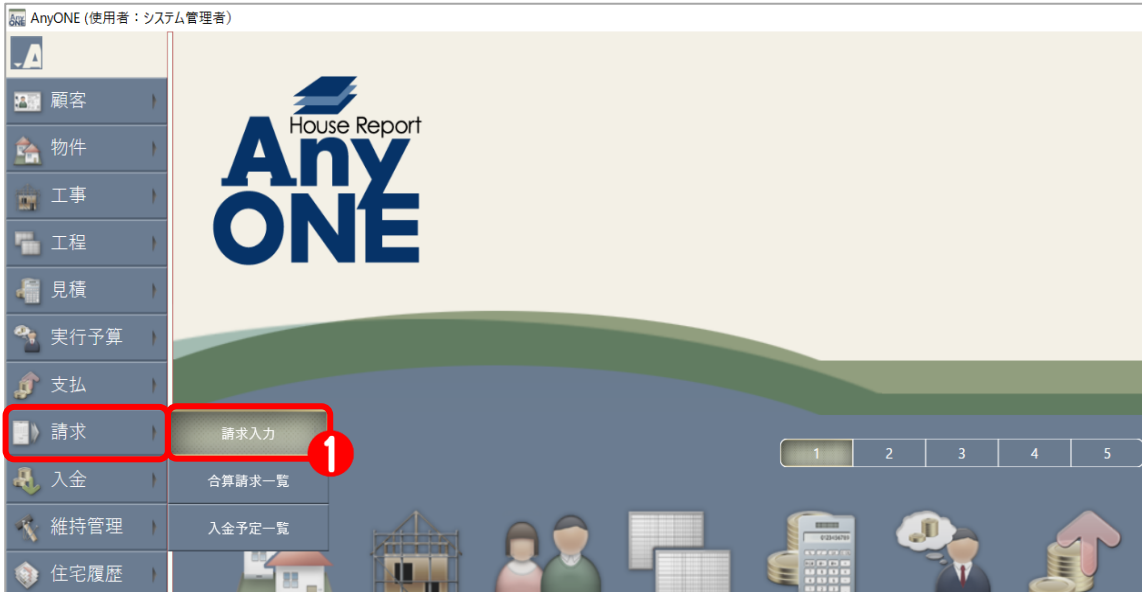 AnyONE (使用者：システム管理者)
顧客
物件
工事
工程
見積
実行予算
支払
請求
入金
維持管理
住宅履歴
請求入力
1
合算請求一覧
入金予定一覧
House Report
Any
ONE
1 2 3 4 5